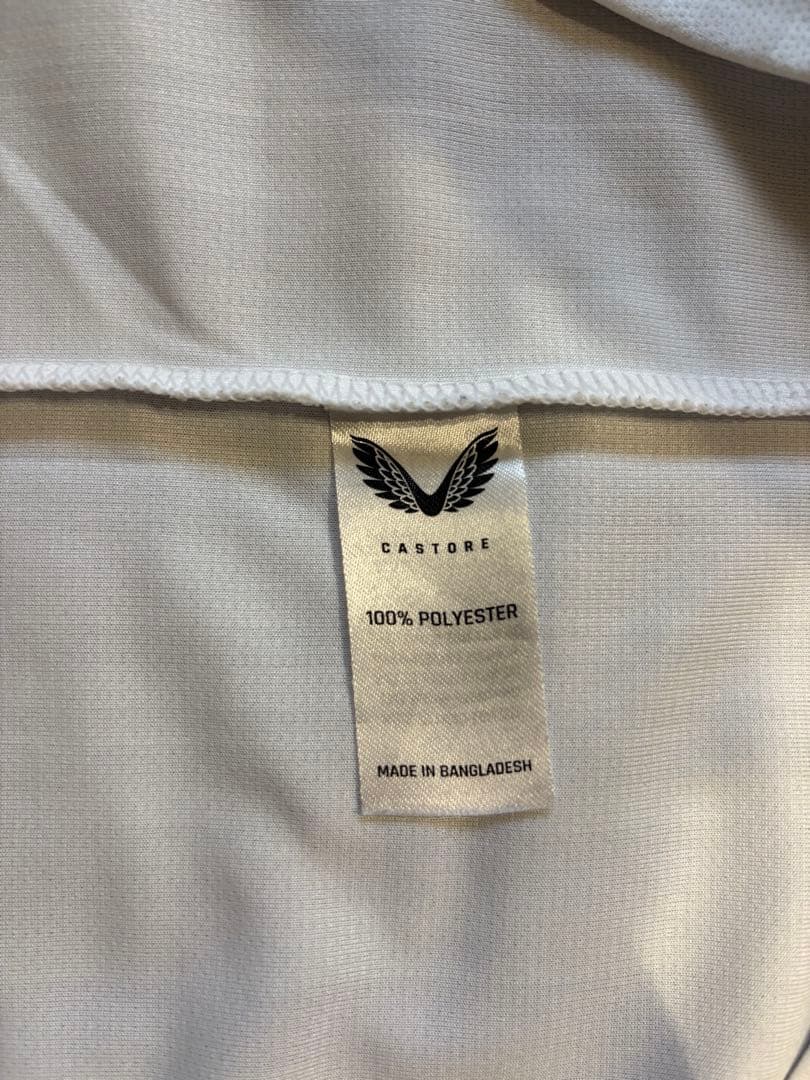 CASTORE
100% POLYESTER
MADE IN BANGLADESH